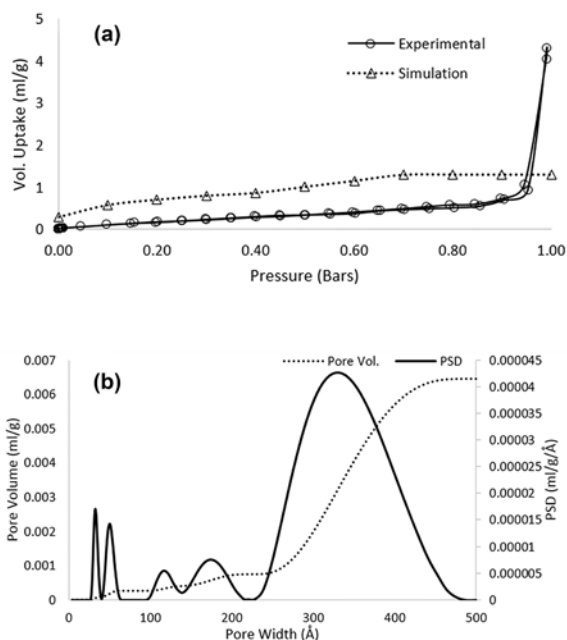 (a)
Experimental
Simulation
Vol. Uptake (ml/g)
5
4
3
2
1
0
0.00 0.20 0.40 0.60 0.80 1.00
Pressure (Bars)
(b)
Pore Vol. PSD
Pore Volume (ml/g)
0.007
0.006
0.005
0.004
0.003
0.002
0.001
0
PSD (ml/g/Å)
0.000045
0.00004
0.000035
0.00003
0.000025
0.00002
0.000015
0.00001
0.000005
0
0 100 200 300 400 500
Pore Width (Å)